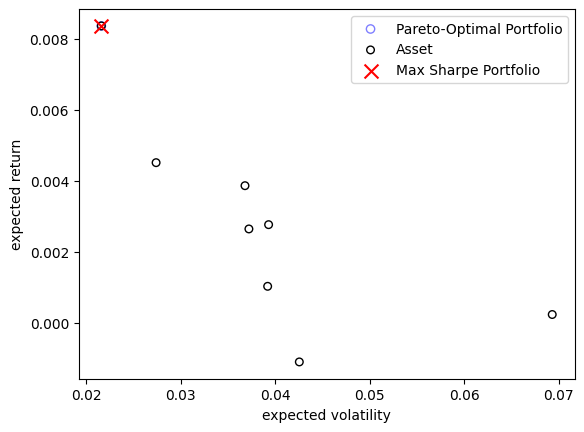 Pareto-Optimal Portfolio
Asset
Max Sharpe Portfolio
expected return
0.008
0.006
0.004
0.002
0.000
0.02 0.03 0.04 0.05 0.06 0.07
expected volatility